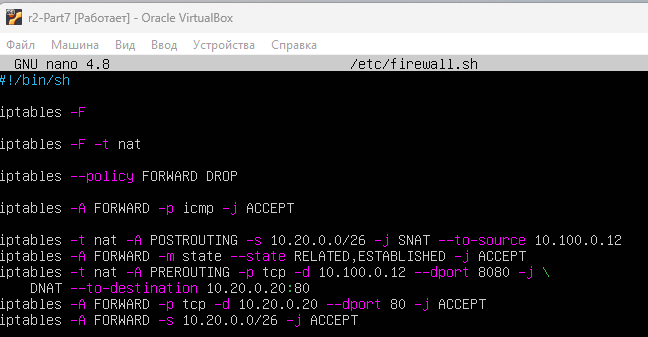 r2-Part7 [Работает] - Oracle VirtualBox
Файл Машина Вид Ввод Устройства Справка
GNU nano 4.8 /etc/firewall.sh
#!/bin/sh
iptables -F
iptables -F -t nat
iptables --policy FORWARD DROP
iptables -A FORWARD -p icmp -j ACCEPT
iptables -t nat -A POSTROUTING -s 10.20.0.0/26 -j SNAT --to-source 10.100.0.12
iptables -A FORWARD -m state --state RELATED,ESTABLISHED -j ACCEPT
iptables -t nat -A PREROUTING -p tcp -d 10.100.0.12 --dport 8080 -j \
DNAT --to-destination 10.20.0.20:80
iptables -A FORWARD -p tcp -d 10.20.0.20 --dport 80 -j ACCEPT
iptables -A FORWARD -s 10.20.0.0/26 -j ACCEPT